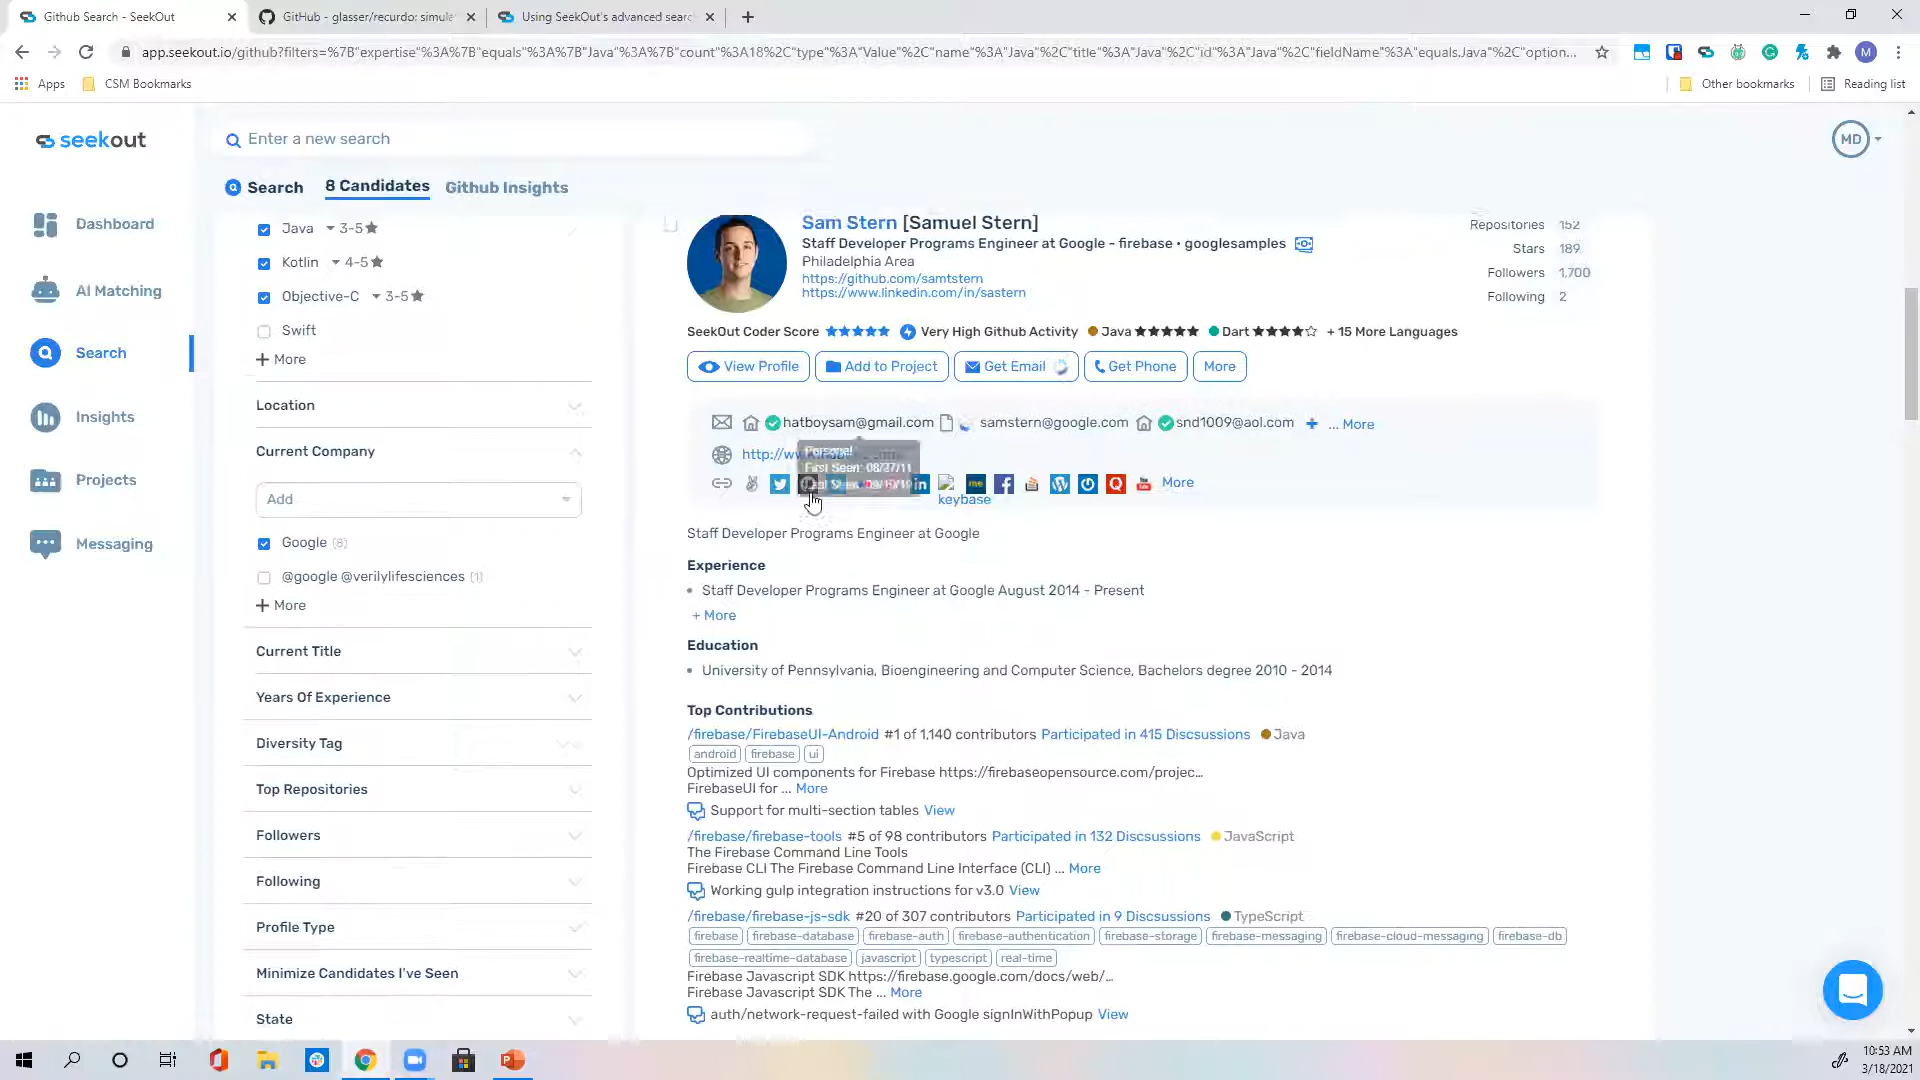 Github Search - SeekOut
GitHub - glasser/recurdo: simule
Using SeekOut's advanced sear
app.seekout.io/github?filters=%7B"expertise"%3A%7B"equals"%3A%7B"Java"%3A%7B"count"%3A18%2C"type"%3A"Value"%2C"name"%3A"Java"%2C"title"%3A"Java"%2C"id"%3A"Java"%2C"fieldName"%3A"equals.Java"%2C"option...
M
Apps
CSM Bookmarks
Other bookmarks
Reading list
seekout
Enter a new search
MD
Search
8 Candidates
Github Insights
Dashboard
AI Matching
Search
Insights
Projects
Messaging
Java 3-5★
Kotlin 4-5★
Objective-C 3-5★
Swift
+ More
Location
Current Company
Add
Google (8)
@google @verilylifesciences (1)
+ More
Current Title
Years Of Experience
Diversity Tag
Top Repositories
Followers
Following
Profile Type
Minimize Candidates I've Seen
State
Sam Stern [Samuel Stern]
Staff Developer Programs Engineer at Google - firebase • googlesamples
Philadelphia Area
https://github.com/samtstern
https://www.linkedin.com/in/sastern
Repositories 152
Stars 189
Followers 1,700
Following 2
SeekOut Coder Score ★★★★★ Very High Github Activity Java ★★★★★ Dart ★★★★☆ + 15 More Languages
View Profile
Add to Project
Get Email
Get Phone
More
hatboysam@gmail.com samstern@google.com snd1009@aol.com + ... More
http://ww
Personal
First Seen: 08/27/11
in me keybase More
Staff Developer Programs Engineer at Google
Experience
• Staff Developer Programs Engineer at Google August 2014 - Present
+ More
Education
• University of Pennsylvania, Bioengineering and Computer Science, Bachelors degree 2010 - 2014
Top Contributions
/firebase/FirebaseUI-Android #1 of 1,140 contributors Participated in 415 Discsussions Java
android firebase ui
Optimized UI components for Firebase https://firebaseopensource.com/projec...
FirebaseUI for ... More
Support for multi-section tables View
/firebase/firebase-tools #5 of 98 contributors Participated in 132 Discsussions JavaScript
The Firebase Command Line Tools
Firebase CLI The Firebase Command Line Interface (CLI) ... More
Working gulp integration instructions for v3.0 View
/firebase/firebase-js-sdk #20 of 307 contributors Participated in 9 Discsussions TypeScript
firebase firebase-database firebase-auth firebase-authentication firebase-storage firebase-messaging firebase-cloud-messaging firebase-db
firebase-realtime-database javascript typescript real-time
Firebase Javascript SDK https://firebase.google.com/docs/web/...
Firebase Javascript SDK The ... More
auth/network-request-failed with Google signInWithPopup View
10:53 AM
3/18/2021